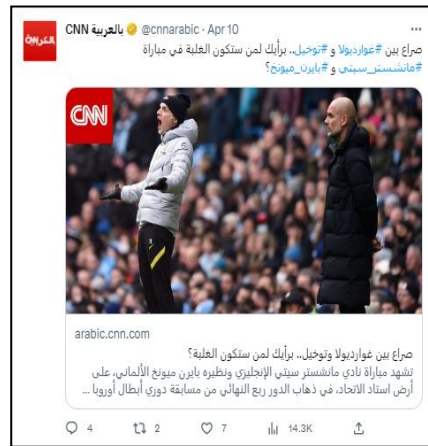 CNN بالعربية @cnnarabic · Apr 10
صراع بين #غوارديولا و #توخيل.. برأيك لمن ستكون الغلبة في مباراة
#مانشستر_سيتي و #بايرن_ميونخ؟
CNN
arabic.cnn.com
صراع بين غوارديولا وتوخيل.. برأيك لمن ستكون الغلبة؟
تشهد مباراة نادي مانشستر سيتي الإنجليزي ونظيره بايرن ميونخ الألماني، على
أرض استاد الاتحاد، في ذهاب الدور ربع النهائي من مسابقة دوري أبطال أوروبا ...
4 2 7 14.3K